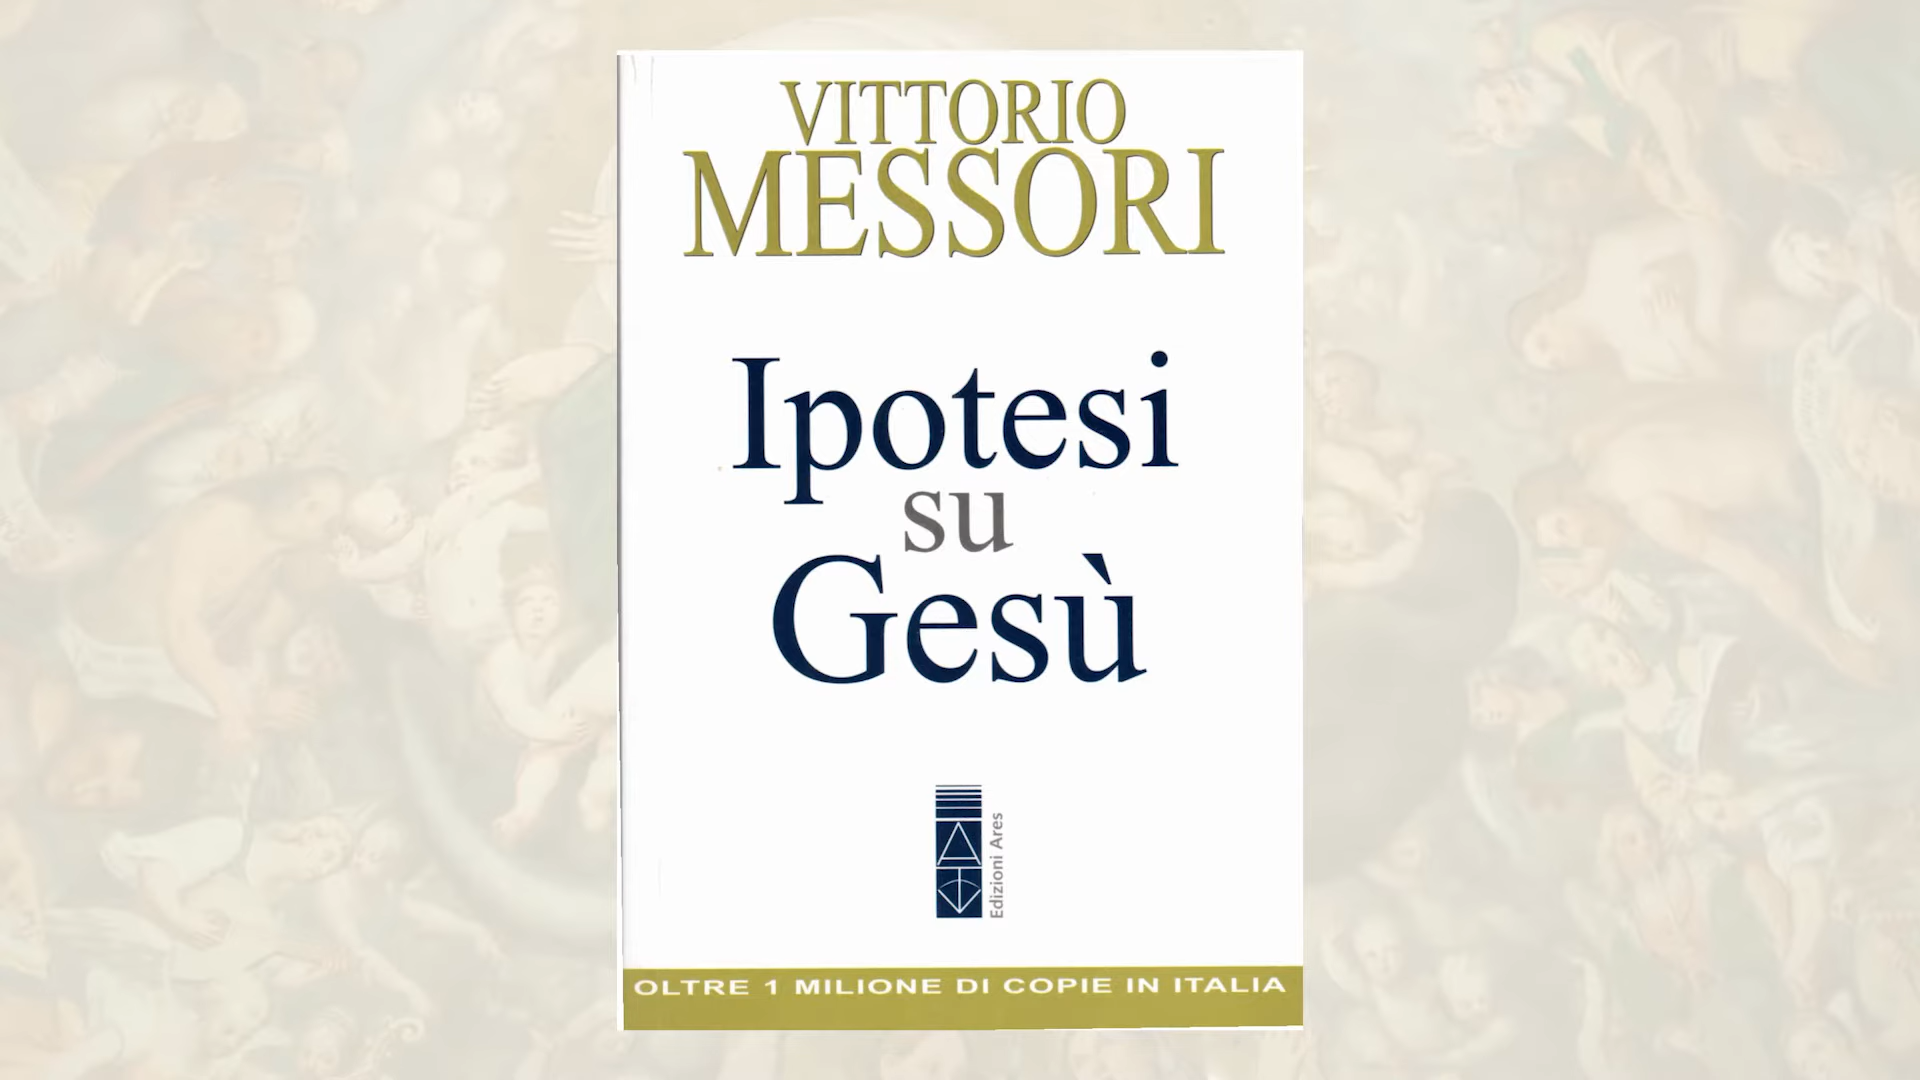 VITTORIO
MESSORI
Ipotesi
su
Gesù
Edizioni Ares
OLTRE 1 MILIONE DI COPIE IN ITALIA